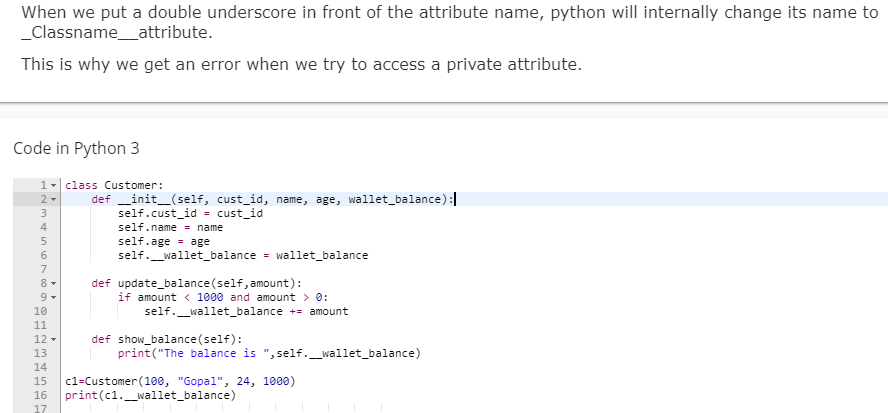 When we put a double underscore in front of the attribute name, python will internally change its name to
_Classname__attribute.
This is why we get an error when we try to access a private attribute.
Code in Python 3
1 class Customer:
2     def __init__(self, cust_id, name, age, wallet_balance):
3         self.cust_id = cust_id
4         self.name = name
5         self.age = age
6         self.__wallet_balance = wallet_balance
7
8     def update_balance(self,amount):
9         if amount < 1000 and amount > 0:
10             self.__wallet_balance += amount
11
12     def show_balance(self):
13         print("The balance is ",self.__wallet_balance)
14
15 c1=Customer(100, "Gopal", 24, 1000)
16 print(c1.__wallet_balance)
17